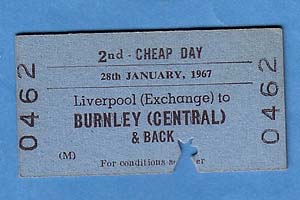 2nd - CHEAP DAY
28th JANUARY, 1967
Liverpool (Exchange) to
BURNLEY (CENTRAL)
& BACK
(M)
For conditions
0462
0462